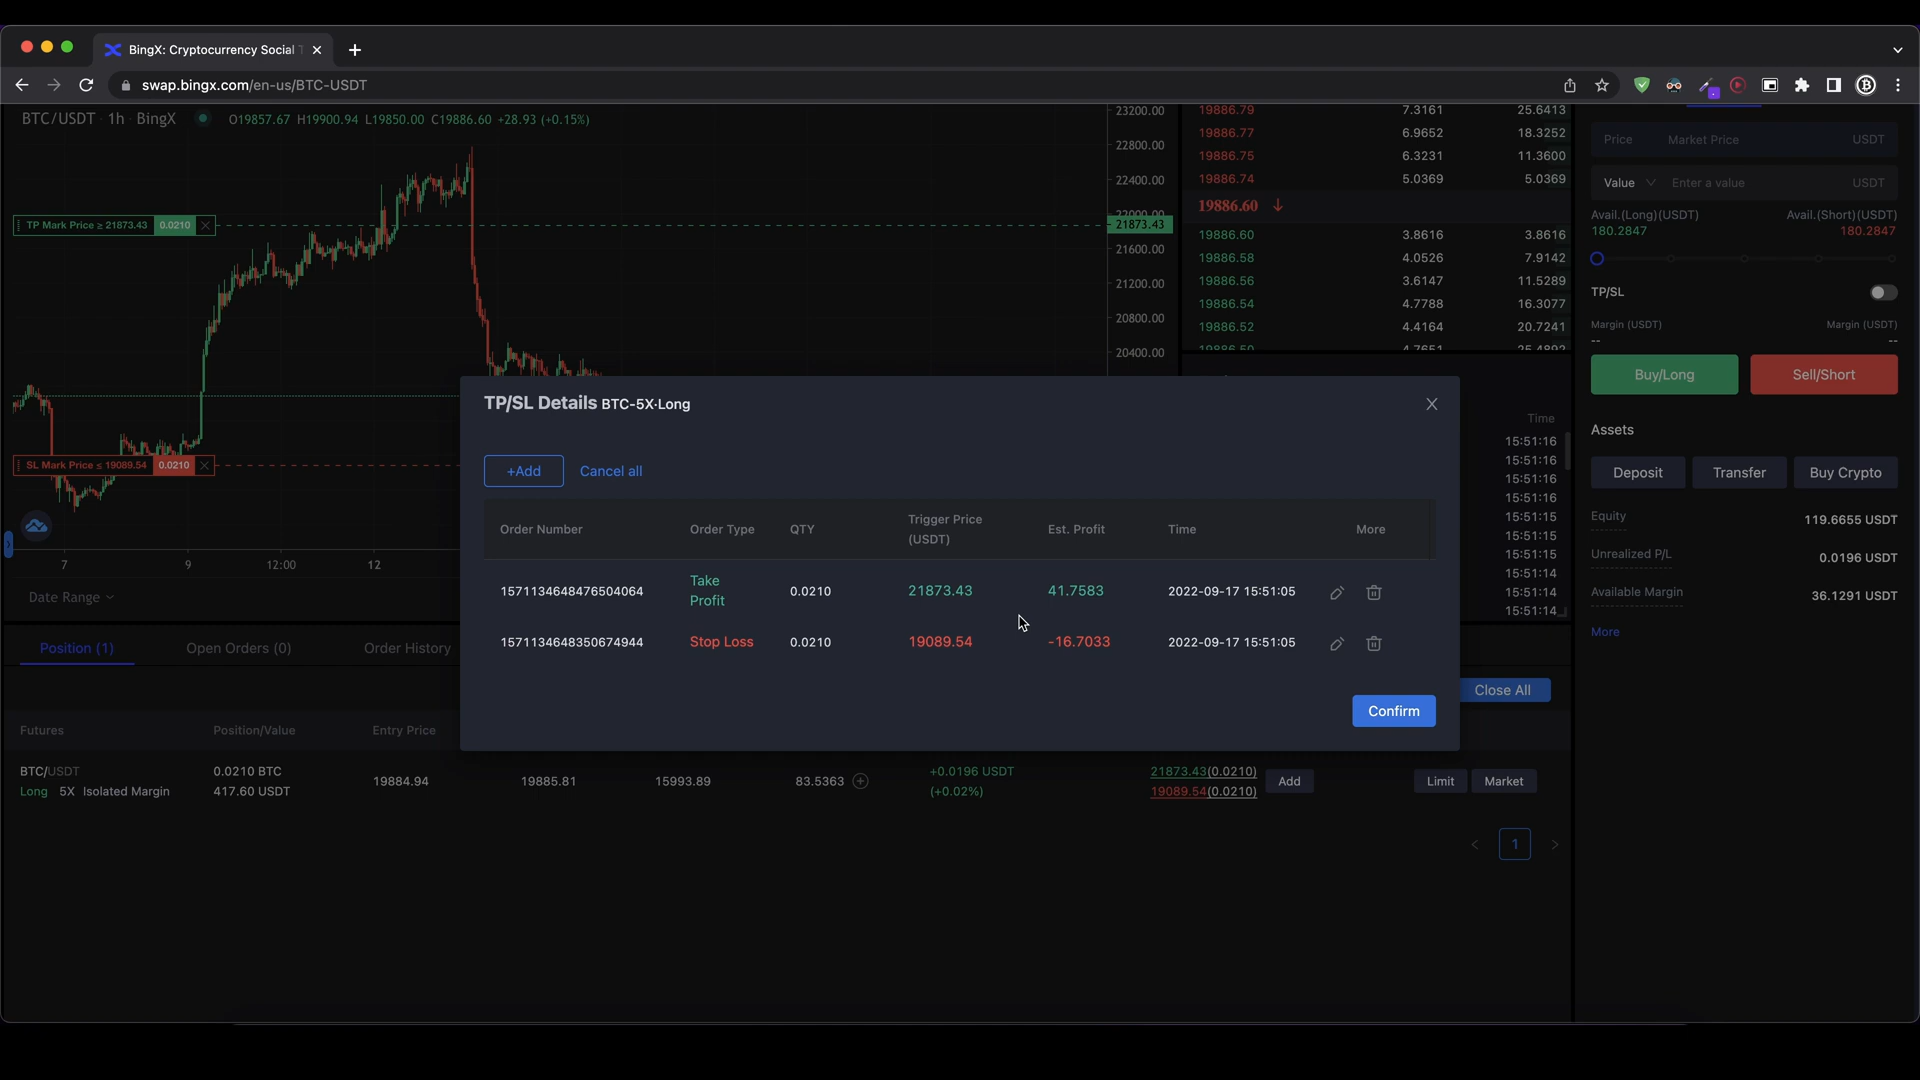 BingX: Cryptocurrency Social T
swap.bingx.com/en-us/BTC-USDT
BTC/USDT · 1h · BingX O19857.67 H19900.94 L19850.00 C19886.60 +28.93 (+0.15%)
23200.00
22800.00
22400.00
22000.00
21873.43
21600.00
21200.00
20800.00
20400.00
TP Mark Price ≥ 21873.43 0.0210
SL Mark Price ≤ 19089.54 0.0210
7 9 12:00 12
Date Range
19886.79 7.3161 25.6413
19886.77 6.9652 18.3252
19886.75 6.3231 11.3600
19886.74 5.0369 5.0369
19886.60 ↓
19886.60 3.8616 3.8616
19886.58 4.0526 7.9142
19886.56 3.6147 11.5289
19886.54 4.7788 16.3077
19886.52 4.4164 20.7241
19886.50 4.7651 25.4892
Time
15:51:16
15:51:16
15:51:16
15:51:16
15:51:15
15:51:15
15:51:15
15:51:14
15:51:14
15:51:14
Price Market Price USDT
Value Enter a value USDT
Avail.(Long)(USDT) Avail.(Short)(USDT)
180.2847 180.2847
TP/SL
Margin (USDT) Margin (USDT)
-- --
Buy/Long Sell/Short
Assets
Deposit Transfer Buy Crypto
Equity 119.6655 USDT
Unrealized P/L 0.0196 USDT
Available Margin 36.1291 USDT
More
TP/SL Details BTC-5X·Long
+Add Cancel all
Order Number Order Type QTY Trigger Price (USDT) Est. Profit Time More
1571134648476504064 Take Profit 0.0210 21873.43 41.7583 2022-09-17 15:51:05
1571134648350674944 Stop Loss 0.0210 19089.54 -16.7033 2022-09-17 15:51:05
Confirm
Position (1) Open Orders (0) Order History
Close All
Futures Position/Value Entry Price
BTC/USDT 0.0210 BTC 19884.94 19885.81 15993.89 83.5363 +0.0196 USDT 21873.43(0.0210) Add Limit Market
Long 5X Isolated Margin 417.60 USDT (+0.02%) 19089.54(0.0210)
1